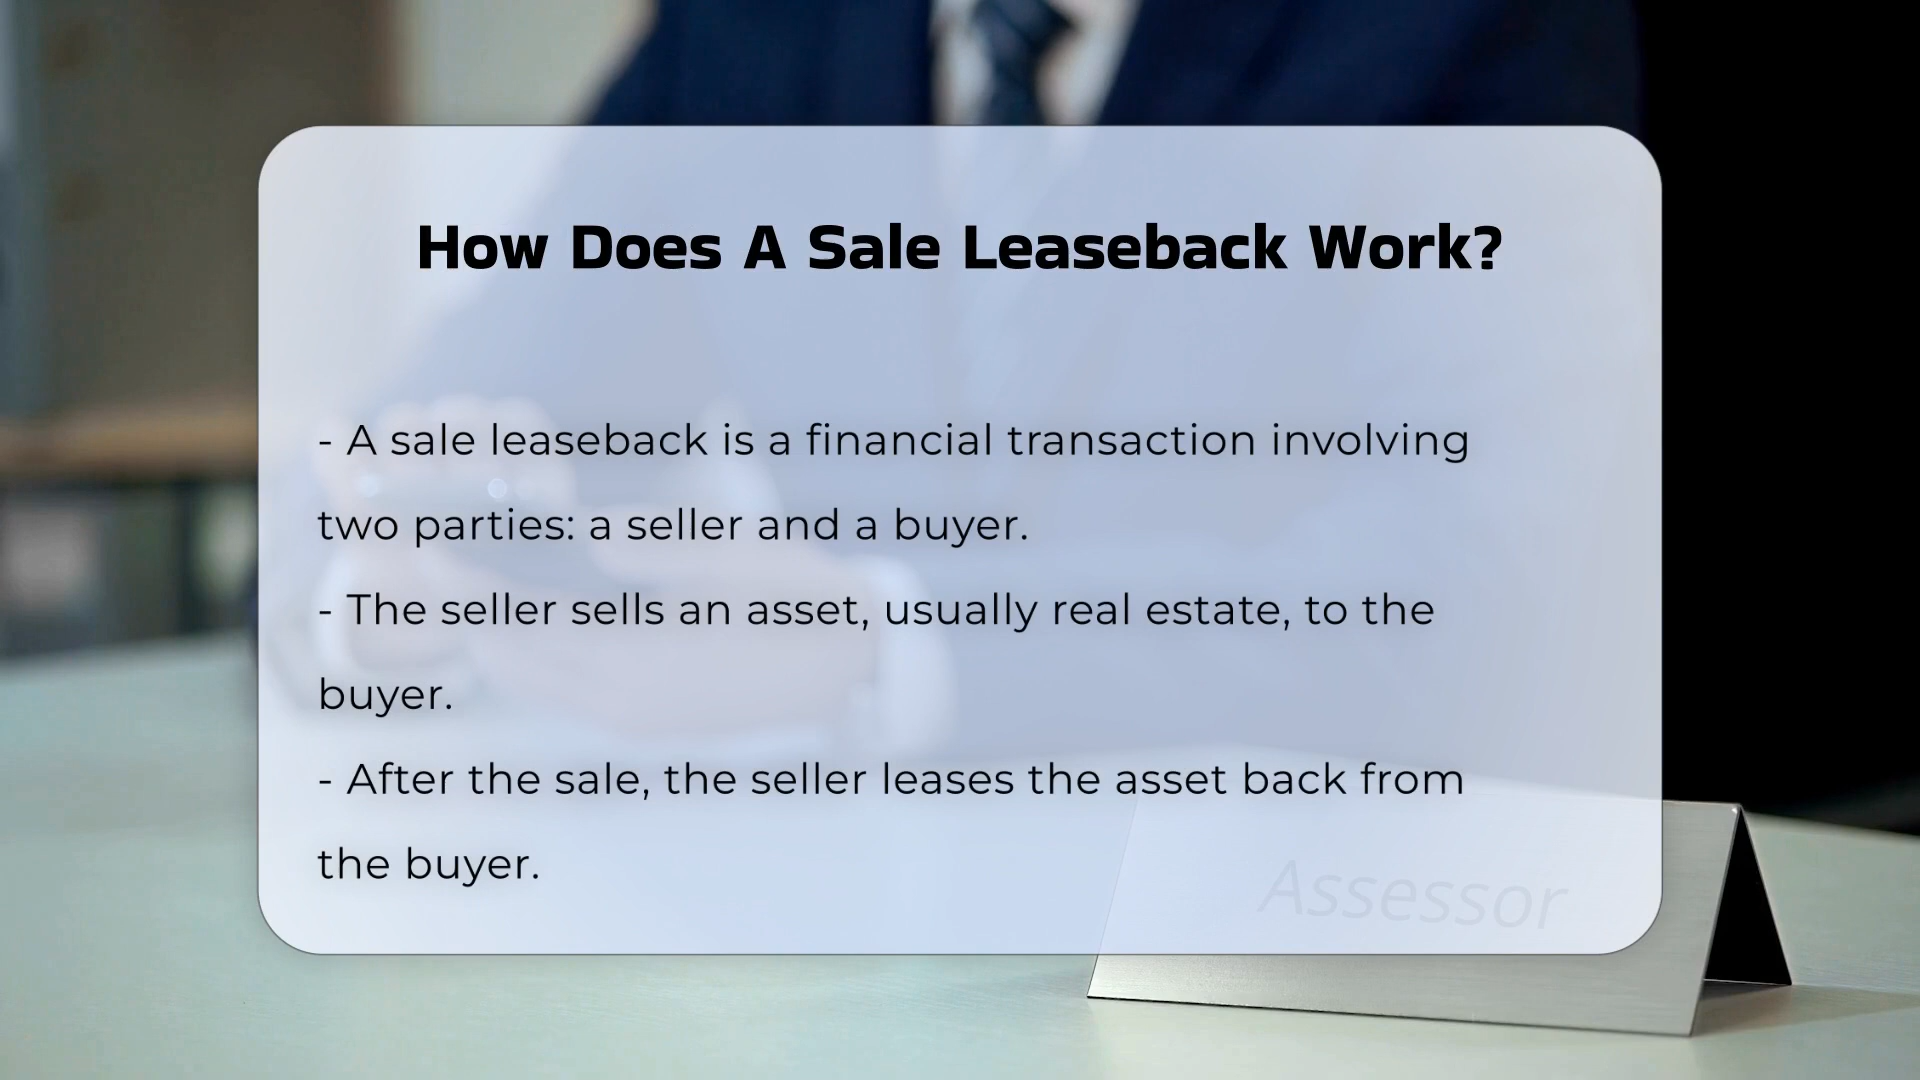 How Does A Sale Leaseback Work?
- A sale leaseback is a financial transaction involving
two parties: a seller and a buyer.
- The seller sells an asset, usually real estate, to the
buyer.
- After the sale, the seller leases the asset back from
the buyer.
Assessor